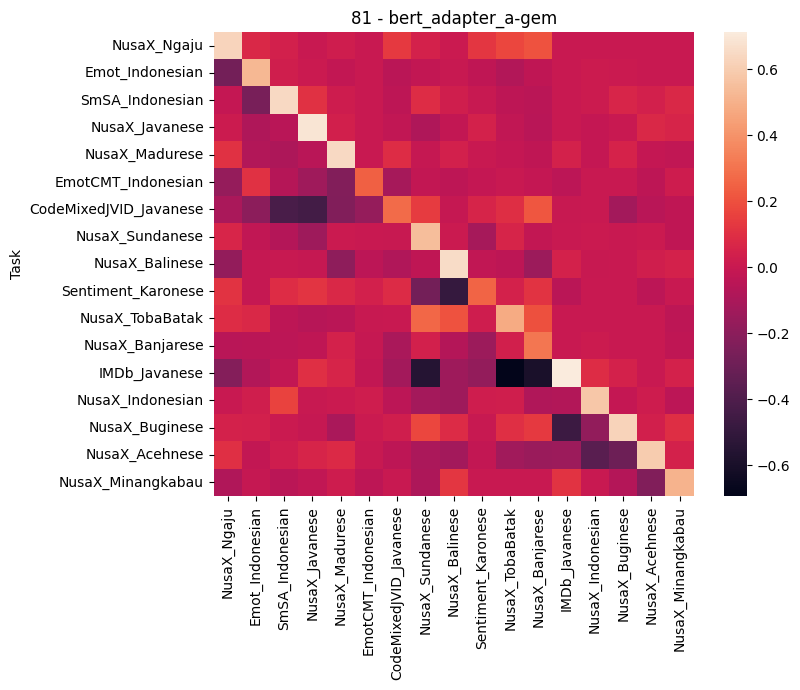 81 - bert_adapter_a-gem
Task
NusaX_Ngaju
Emot_Indonesian
SmSA_Indonesian
NusaX_Javanese
NusaX_Madurese
EmotCMT_Indonesian
CodeMixedJVID_Javanese
NusaX_Sundanese
NusaX_Balinese
Sentiment_Karonese
NusaX_TobaBatak
NusaX_Banjarese
IMDb_Javanese
NusaX_Indonesian
NusaX_Buginese
NusaX_Acehnese
NusaX_Minangkabau
NusaX_Ngaju
Emot_Indonesian
SmSA_Indonesian
NusaX_Javanese
NusaX_Madurese
EmotCMT_Indonesian
CodeMixedJVID_Javanese
NusaX_Sundanese
NusaX_Balinese
Sentiment_Karonese
NusaX_TobaBatak
NusaX_Banjarese
IMDb_Javanese
NusaX_Indonesian
NusaX_Buginese
NusaX_Acehnese
NusaX_Minangkabau
0.6
0.4
0.2
0.0
−0.2
−0.4
−0.6